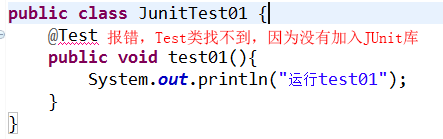 public class JunitTest01 {
@Test 报错，Test类找不到，因为没有加入JUnit库
public void test01(){
System.out.println("运行test01");
}
}